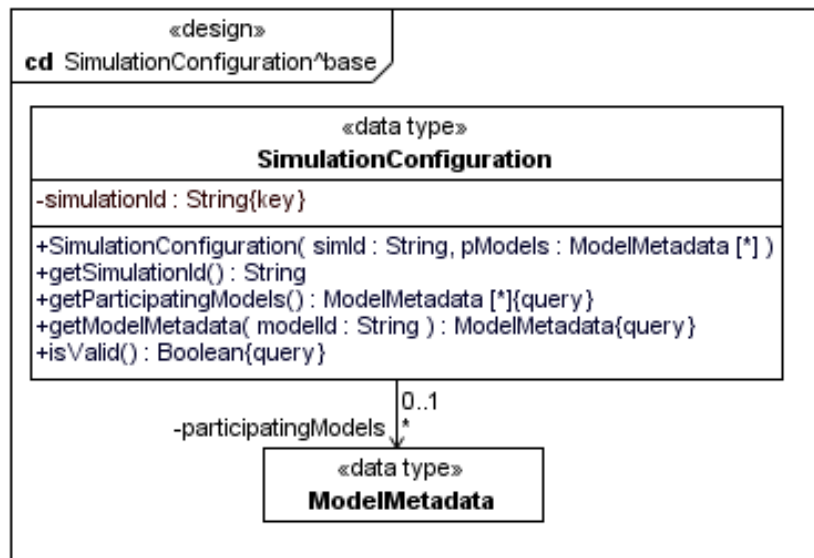 «design»
cd SimulationConfiguration^base
«data type»
SimulationConfiguration
-simulationId : String{key}
+SimulationConfiguration( simId : String, pModels : ModelMetadata [*] )
+getSimulationId() : String
+getParticipatingModels() : ModelMetadata [*]{query}
+getModelMetadata( modelId : String ) : ModelMetadata{query}
+isValid() : Boolean{query}
0..1
-participatingModels *
«data type»
ModelMetadata